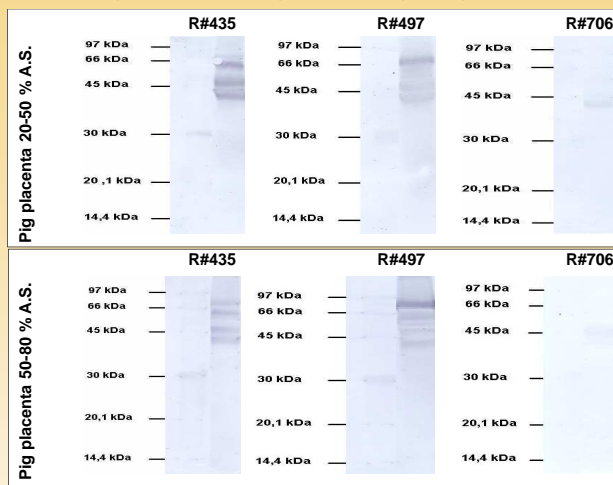 Pig placenta 20-50 % A.S.
R#435
97 kDa
66 kDa
45 kDa
30 kDa
20 ,1 kDa
14,4 kDa
R#497
97 kDa
66 kDa
45 kDa
30 kDa
20,1 kDa
14,4 kDa
R#706
97 kDa
66 kDa
45 kDa
30 kDa
20,1 kDa
14,4 kDa
Pig placenta 50-80 % A.S.
R#435
97 kDa
66 kDa
45 kDa
30 kDa
20,1 kDa
14,4 kDa
R#497
97 kDa
66 kDa
45 kDa
30 kDa
20,1 kDa
14,4 kDa
R#706
97 kDa
66 kDa
45 kDa
30 kDa
20,1 kDa
14,4 kDa